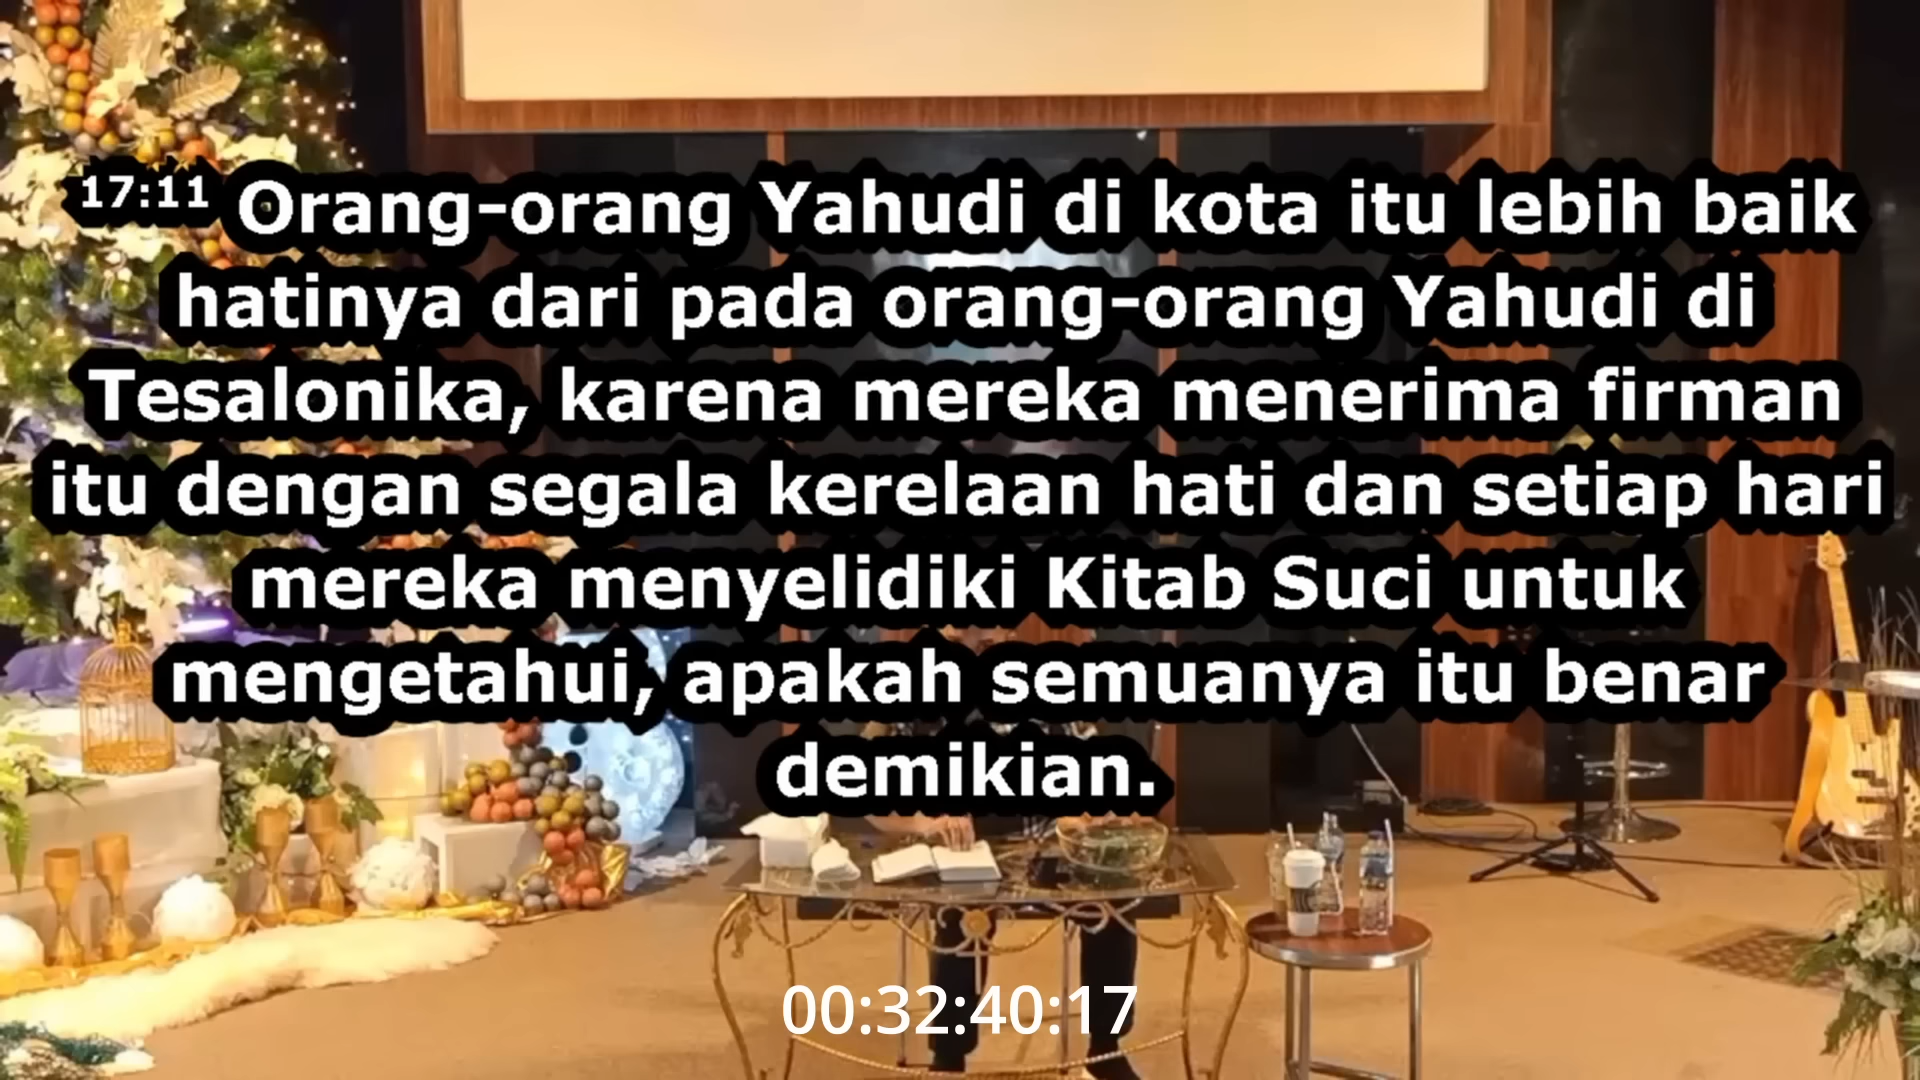 17:11 Orang-orang Yahudi di kota itu lebih baik
hatinya dari pada orang-orang Yahudi di
Tesalonika, karena mereka menerima firman
itu dengan segala kerelaan hati dan setiap hari
mereka menyelidiki Kitab Suci untuk
mengetahui, apakah semuanya itu benar
demikian.
00:32:40:17